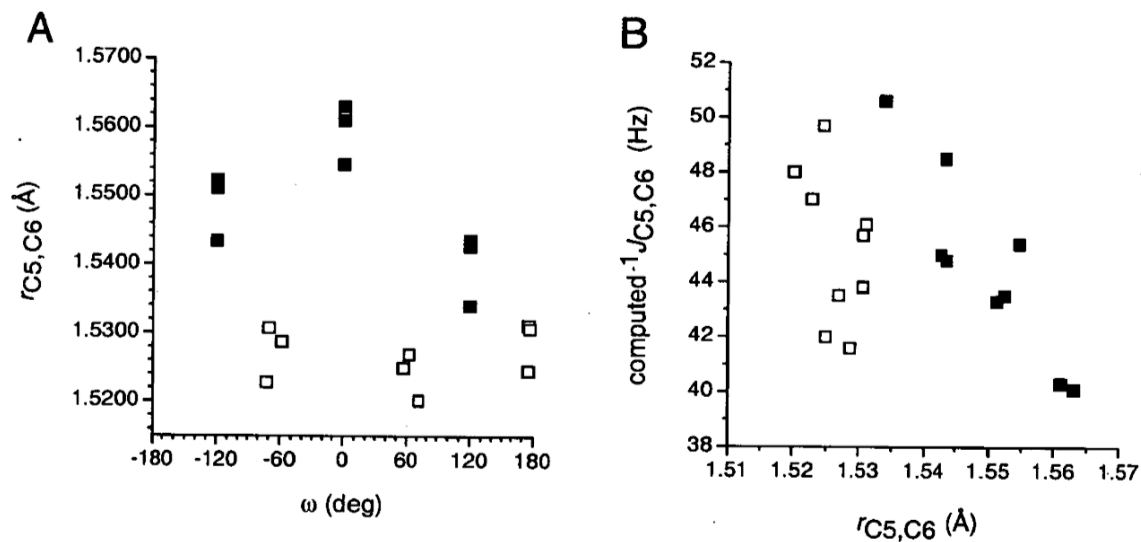 A
1.5700
1.5600
1.5500
1.5400
1.5300
1.5200
rC5,C6 (Å)
-180 -120 -60 0 60 120 180
ω (deg)
B
52
50
48
46
44
42
40
38
computed ¹JC5,C6 (Hz)
1.51 1.52 1.53 1.54 1.55 1.56 1.57
rC5,C6 (Å)